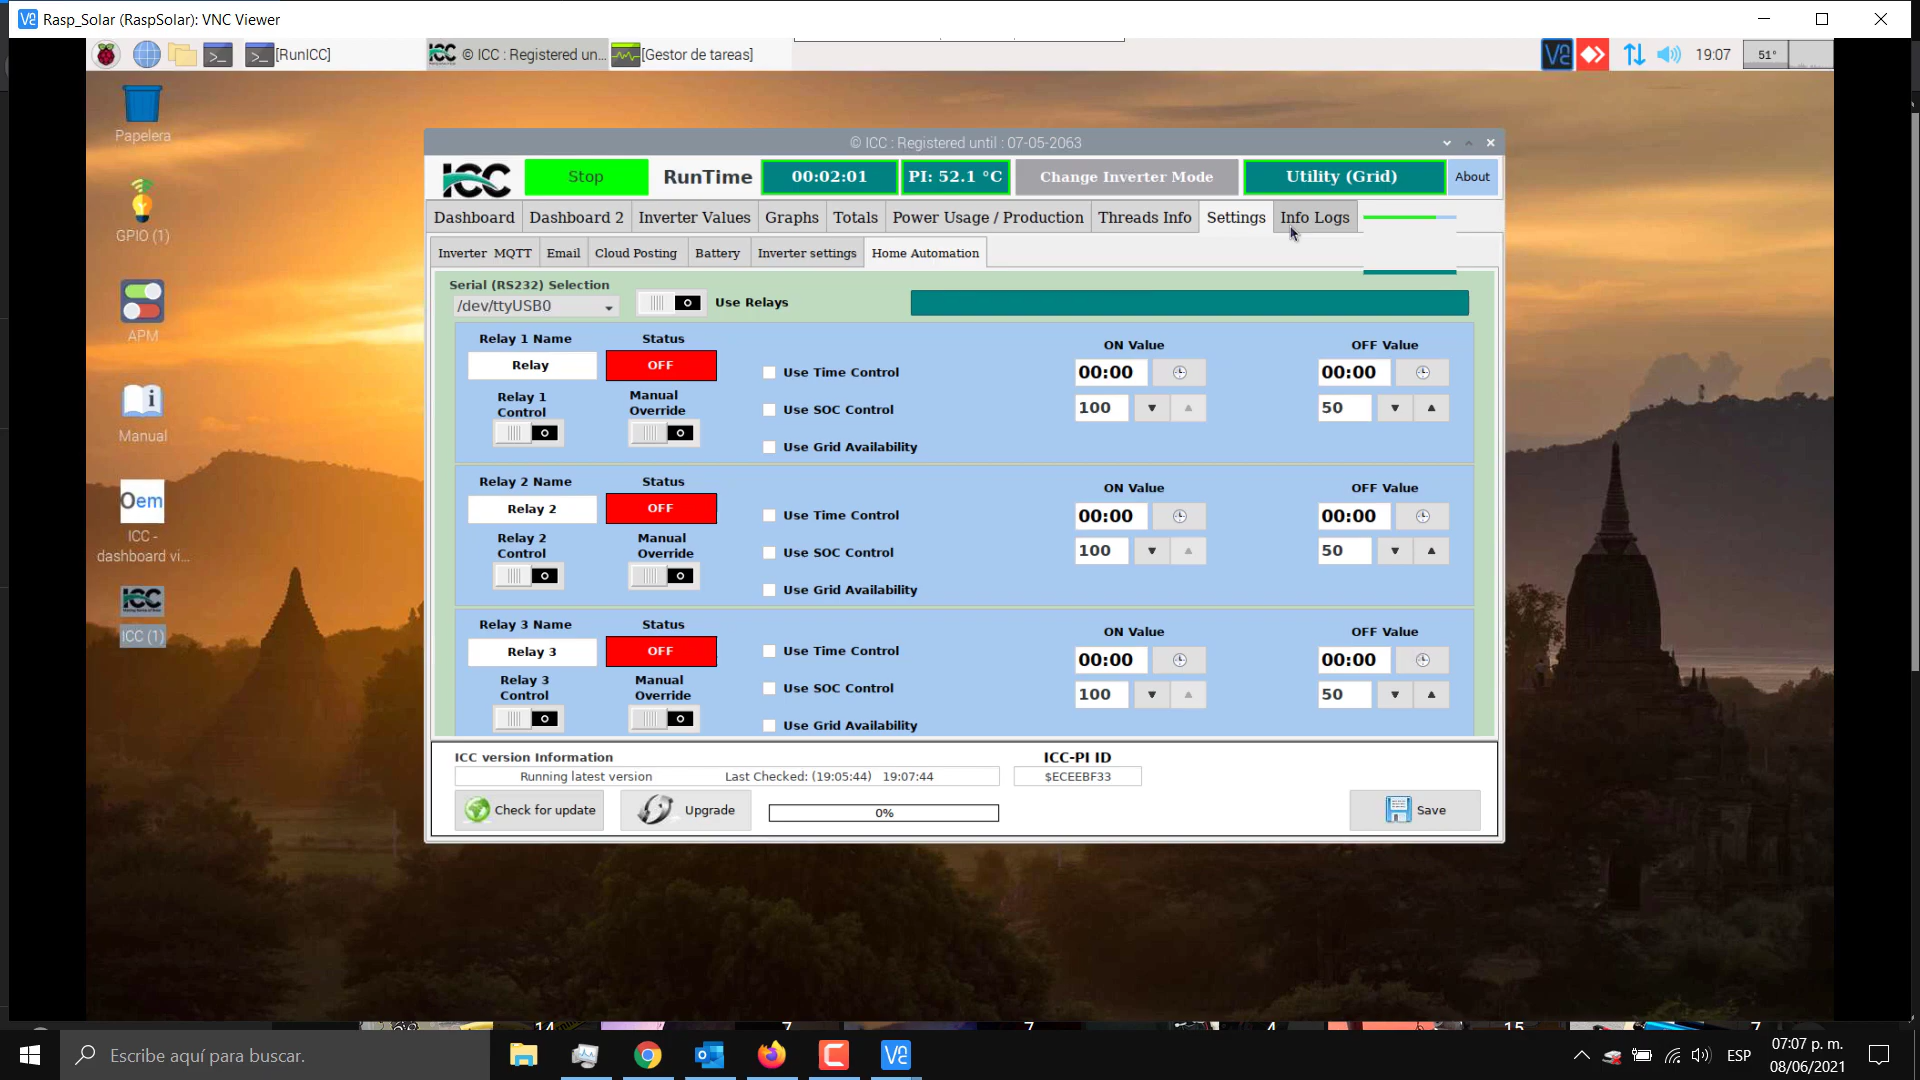 Rasp_Solar (RaspSolar): VNC Viewer
[RunICC]
ICC © ICC : Registered un...
[Gestor de tareas]
19:07
51°
Papelera
GPIO (1)
APM
Manual
Oem
ICC -
dashboard vi...
ICC
ICC (1)
© ICC : Registered until : 07-05-2063
ICC
Stop
RunTime
00:02:01
PI: 52.1 °C
Change Inverter Mode
Utility (Grid)
About
Dashboard
Dashboard 2
Inverter Values
Graphs
Totals
Power Usage / Production
Threads Info
Settings
Info Logs
Inverter
MQTT
Email
Cloud Posting
Battery
Inverter settings
Home Automation
Serial (RS232) Selection
/dev/ttyUSB0
Use Relays
Relay 1 Name
Status
ON Value
OFF Value
Relay
OFF
Use Time Control
00:00
00:00
Relay 1
Control
Manual
Override
Use SOC Control
100
50
Use Grid Availability
Relay 2 Name
Status
ON Value
OFF Value
Relay 2
OFF
Use Time Control
00:00
00:00
Relay 2
Control
Manual
Override
Use SOC Control
100
50
Use Grid Availability
Relay 3 Name
Status
ON Value
OFF Value
Relay 3
OFF
Use Time Control
00:00
00:00
Relay 3
Control
Manual
Override
Use SOC Control
100
50
Use Grid Availability
ICC version Information
ICC-PI ID
Running latest version
Last Checked: (19:05:44) 19:07:44
$ECEEBF33
Check for update
Upgrade
0%
Save
Escribe aquí para buscar.
ESP
07:07 p. m.
08/06/2021